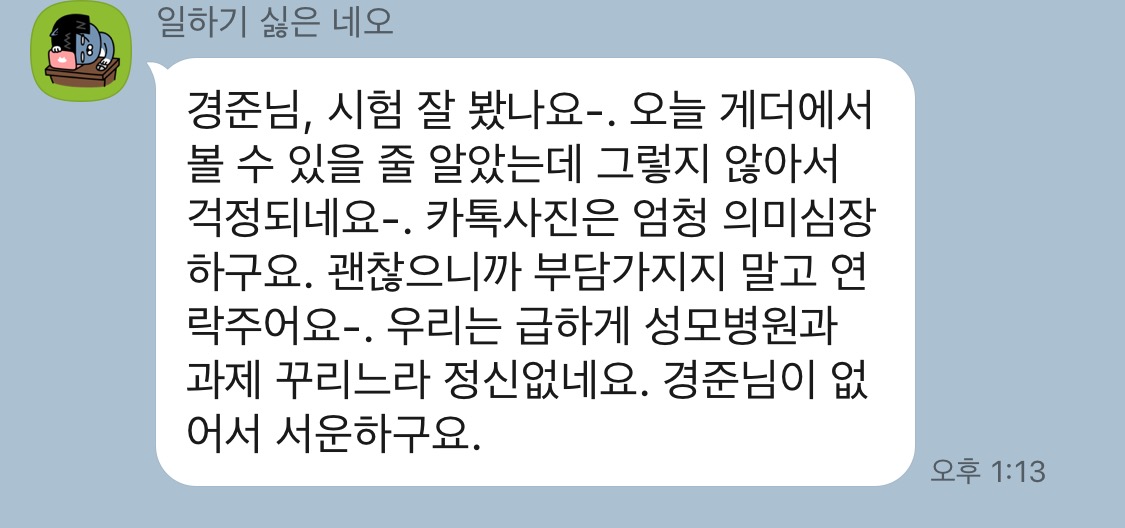 일하기 싫은 네오
경준님, 시험 잘 봤나요-. 오늘 게더에서
볼 수 있을 줄 알았는데 그렇지 않아서
걱정되네요-. 카톡사진은 엄청 의미심장
하구요. 괜찮으니까 부담가지지 말고 연
락주어요-. 우리는 급하게 성모병원과
과제 꾸리느라 정신없네요. 경준님이 없
어서 서운하구요.
오후 1:13